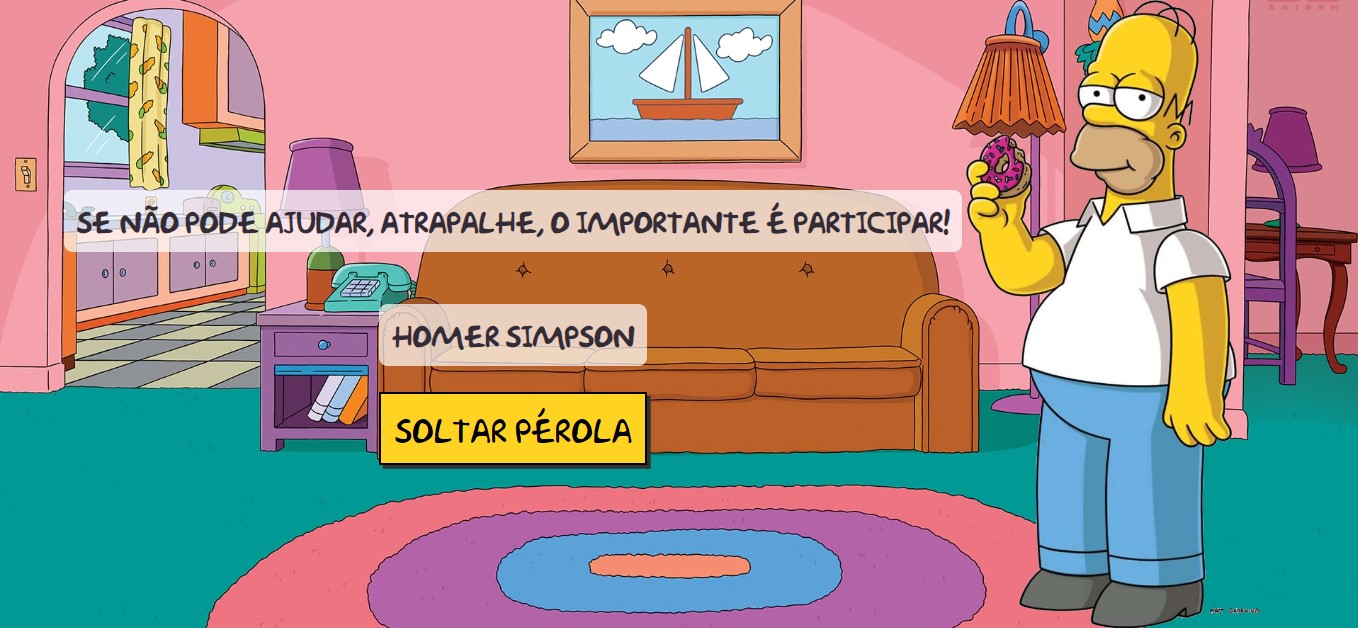 SE NÃO PODE AJUDAR, ATRAPALHE, O IMPORTANTE É PARTICIPAR!
HOMER SIMPSON
SOLTAR PÉROLA